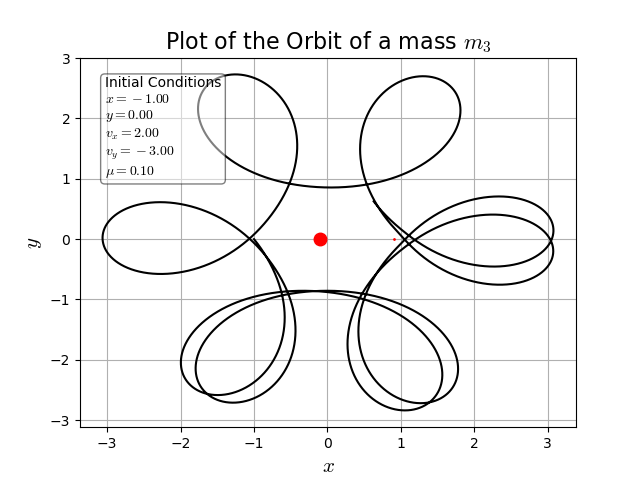 Plot of the Orbit of a mass m₃
Initial Conditions
x = −1.00
y = 0.00
vₓ = 2.00
v_y = −3.00
μ = 0.10
3
2
1
0
−1
−2
−3
y
−3 −2 −1 0 1 2 3
x